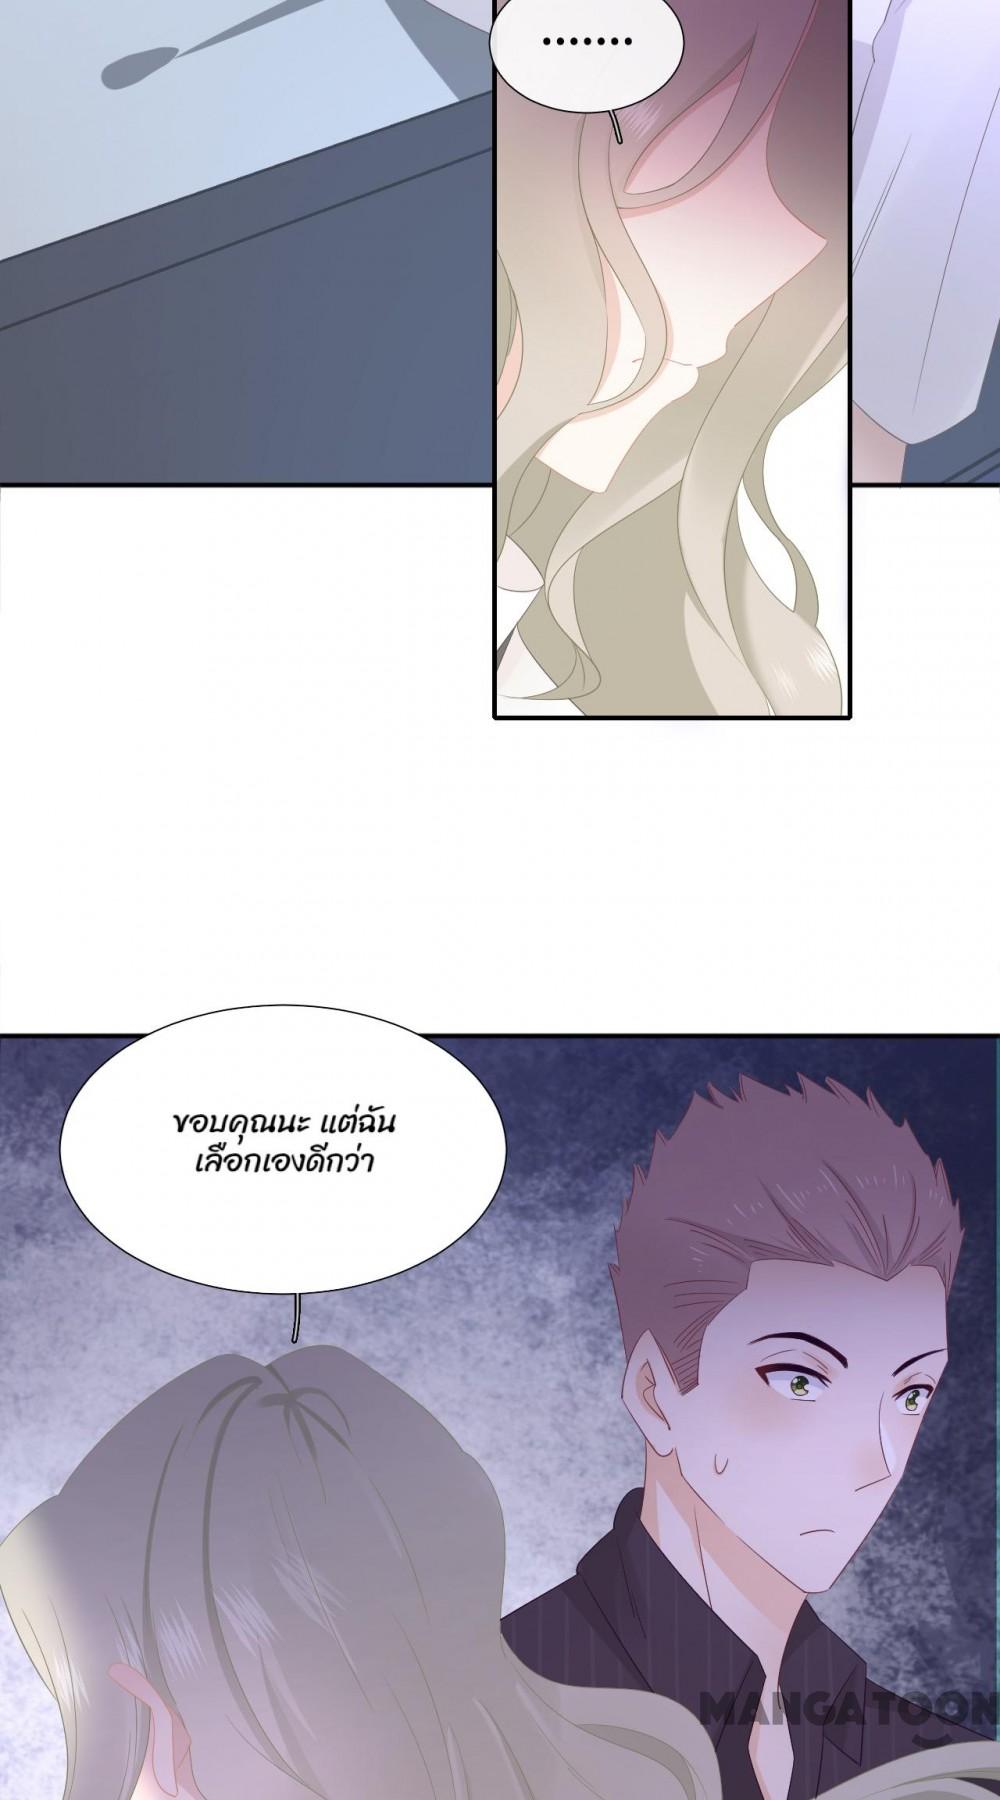 .......
ขอบคุณนะ แต่ฉัน
เลือกเองดีกว่า
MANGATOON